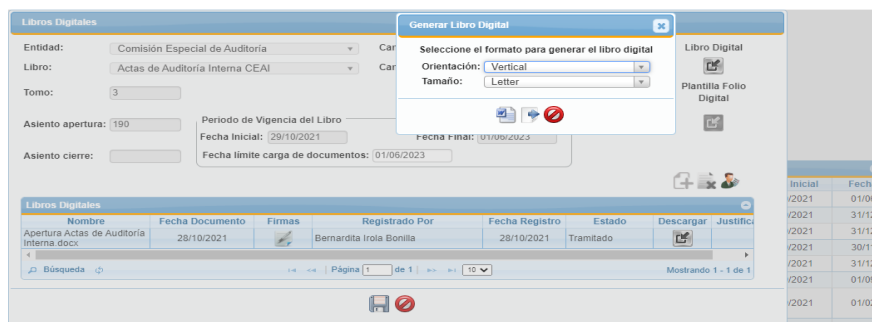 Libros Digitales
Generar Libro Digital
Entidad: Comisión Especial de Auditoría Car
Seleccione el formato para generar el libro digital
Libro Digital
Libro: Actas de Auditoría Interna CEAI Car
Orientación: Vertical
Tamaño: Letter
Plantilla Folio
Digital
Tomo: 3
Asiento apertura: 190
Periodo de Vigencia del Libro
Fecha Inicial: 29/10/2021 Fecha Final: 01/06/2023
Asiento cierre:
Fecha límite carga de documentos: 01/06/2023
Inicial Fech
/2021 01/06
Libros Digitales
/2021 31/12
Nombre Fecha Documento Firmas Registrado Por Fecha Registro Estado Descargar Justifica
/2021 31/12
Apertura Actas de Auditoría
Interna.docx 28/10/2021 Bernardita Irola Bonilla 28/10/2021 Tramitado
/2021 30/11
/2021 31/12
Búsqueda Página 1 de 1 10 Mostrando 1 - 1 de 1
/2021 01/09
/2021 01/02